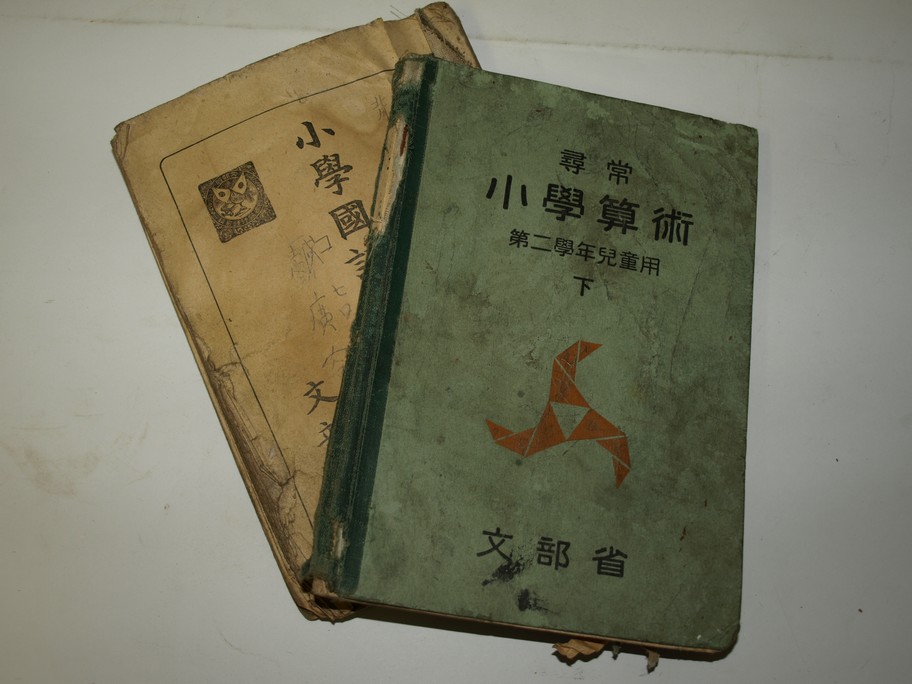 尋常
小學算術
第二學年兒童用
下
文部省
小學國
文